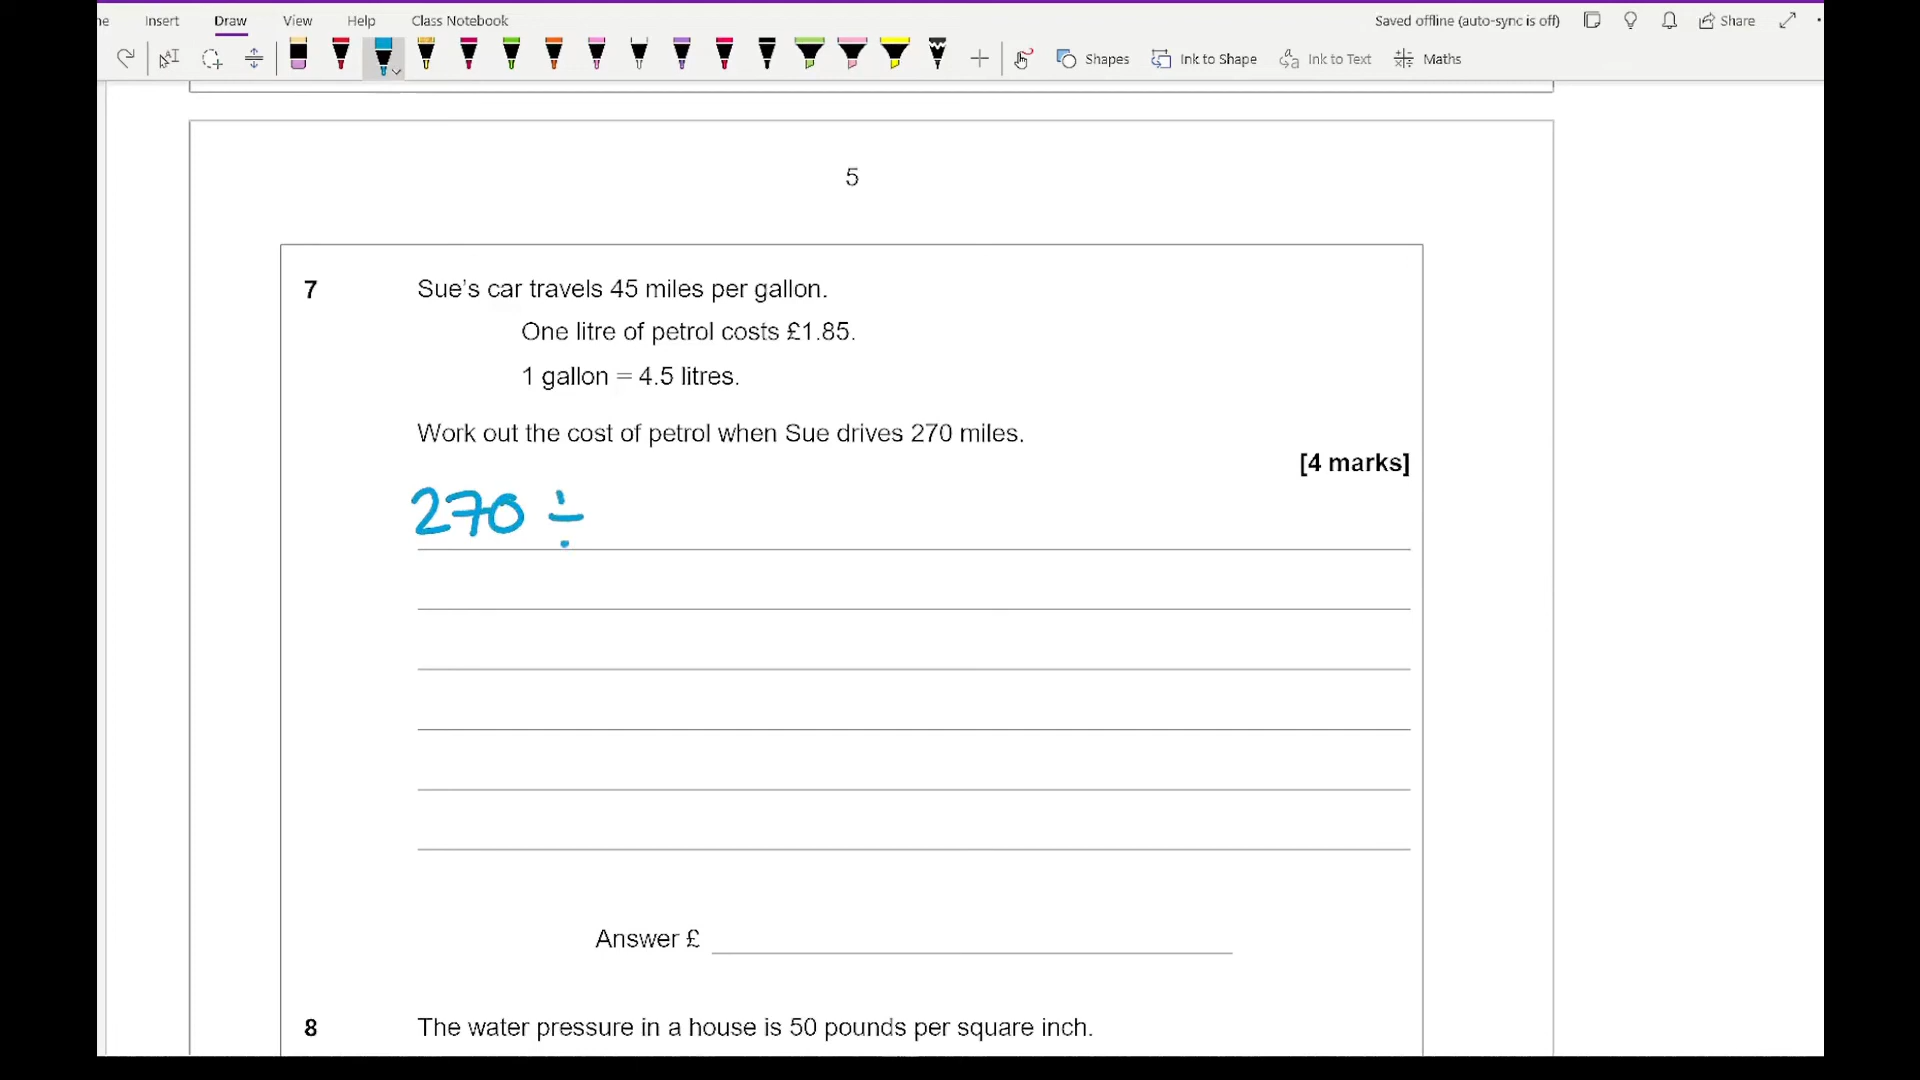 Insert Draw View Help Class Notebook Saved offline (auto-sync is off) Share
Shapes Ink to Shape Ink to Text Maths
5
7 Sue's car travels 45 miles per gallon.
One litre of petrol costs £1.85.
1 gallon = 4.5 litres.
Work out the cost of petrol when Sue drives 270 miles.
[4 marks]
270 ÷
Answer £
8 The water pressure in a house is 50 pounds per square inch.